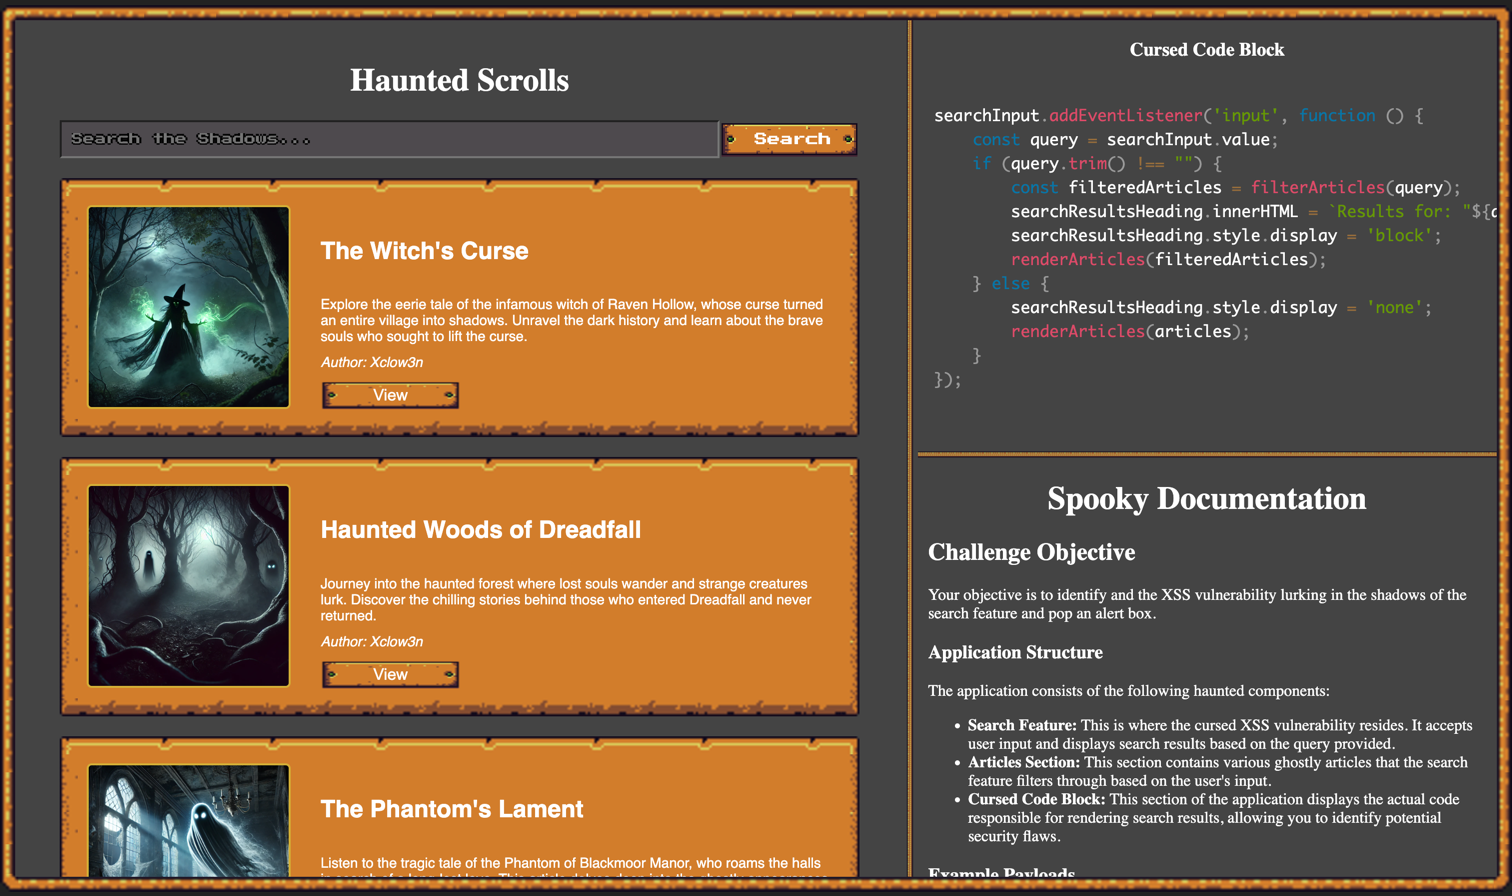 Haunted Scrolls
Search the Shadows...
Search
The Witch's Curse
Explore the eerie tale of the infamous witch of Raven Hollow, whose curse turned
an entire village into shadows. Unravel the dark history and learn about the brave
souls who sought to lift the curse.
Author: Xclow3n
View
Haunted Woods of Dreadfall
Journey into the haunted forest where lost souls wander and strange creatures
lurk. Discover the chilling stories behind those who entered Dreadfall and never
returned.
Author: Xclow3n
View
The Phantom's Lament
Listen to the tragic tale of the Phantom of Blackmoor Manor, who roams the halls
Cursed Code Block
searchInput.addEventListener('input', function () {
    const query = searchInput.value;
    if (query.trim() !== "") {
        const filteredArticles = filterArticles(query);
        searchResultsHeading.innerHTML = `Results for: "${
        searchResultsHeading.style.display = 'block';
        renderArticles(filteredArticles);
    } else {
        searchResultsHeading.style.display = 'none';
        renderArticles(articles);
    }
});
Spooky Documentation
Challenge Objective
Your objective is to identify and the XSS vulnerability lurking in the shadows of the
search feature and pop an alert box.
Application Structure
The application consists of the following haunted components:
• Search Feature: This is where the cursed XSS vulnerability resides. It accepts
user input and displays search results based on the query provided.
• Articles Section: This section contains various ghostly articles that the search
feature filters through based on the user's input.
• Cursed Code Block: This section of the application displays the actual code
responsible for rendering search results, allowing you to identify potential
security flaws.
Example Payloads